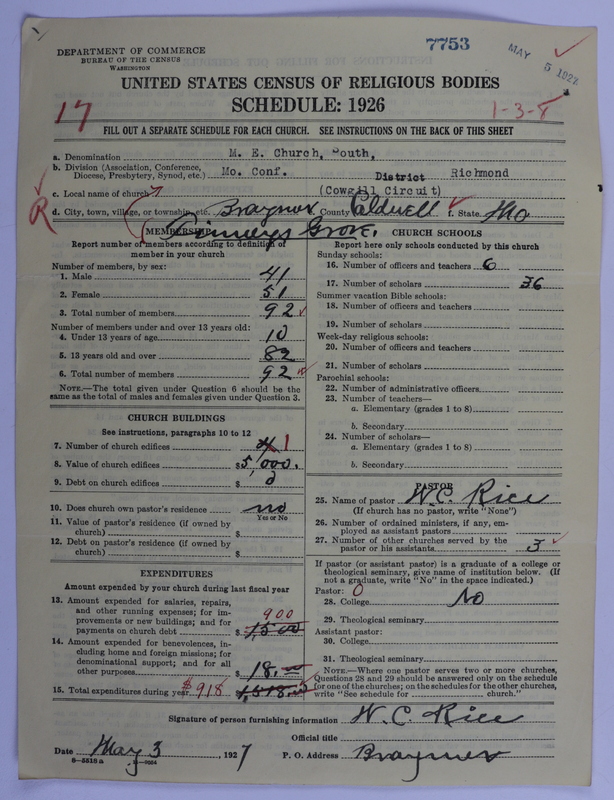 7753
MAY 5 1927
DEPARTMENT OF COMMERCE
BUREAU OF THE CENSUS
WASHINGTON
UNITED STATES CENSUS OF RELIGIOUS BODIES
SCHEDULE: 1926
17
1-3-8
FILL OUT A SEPARATE SCHEDULE FOR EACH CHURCH. SEE INSTRUCTIONS ON THE BACK OF THIS SHEET
a. Denomination M. E. Church, South,
b. Division (Association, Conference, Diocese, Presbytery, Synod, etc.) Mo. Conf. District Richmond
c. Local name of church (Cowgill Circuit)
R
d. City, town, village, or township, etc. Braymer County Caldwell f. State Mo
Pinneys Grove.
MEMBERSHIP
Report number of members according to definition of
member in your church
Number of members, by sex:
1. Male 41
2. Female 51
3. Total number of members 92
Number of members under and over 13 years old:
4. Under 13 years of age 10
5. 13 years old and over 82
6. Total number of members 92
NOTE.—The total given under Question 6 should be
same as the total of males and females given under Question 3.
CHURCH BUILDINGS
See instructions, paragraphs 10 to 12
7. Number of church edifices 1
8. Value of church edifices $5,000.
9. Debt on church edifices $ 0
10. Does church own pastor's residence? no
Yes or No
11. Value of pastor's residence (if owned by
church) $
12. Debt on pastor's residence (if owned by
church) $
EXPENDITURES
Amount expended by your church during last fiscal year
13. Amount expended for salaries, repairs,
and other running expenses; for im-
provements or new buildings; and for
payments on church debt $ 1,500 900
14. Amount expended for benevolences, in-
cluding home and foreign missions; for
denominational support; and for all
other purposes $ 18.00
15. Total expenditures during year $918 $1,518.00
CHURCH SCHOOLS
Report here only schools conducted by this church
Sunday schools:
16. Number of officers and teachers 6
17. Number of scholars 36
Summer vacation Bible schools:
18. Number of officers and teachers
19. Number of scholars
Week-day religious schools:
20. Number of officers and teachers
21. Number of scholars
Parochial schools:
22. Number of administrative officers
23. Number of teachers—
a. Elementary (grades 1 to 8)
b. Secondary
24. Number of scholars—
a. Elementary (grades 1 to 8)
b. Secondary
PASTOR
25. Name of pastor W.C. Rice
(If church has no pastor, write "None")
26. Number of ordained ministers, if any, em-
ployed as assistant pastors
27. Number of other churches served by the
pastor or his assistants 3
If pastor (or assistant pastor) is a graduate of a college or
theological seminary, give name of institution below. (If
not a graduate, write "No" in the space indicated.)
Pastor: 0
28. College No
29. Theological seminary
Assistant pastor:
30. College
31. Theological seminary
NOTE.—Where one pastor serves two or more churches,
Questions 28 and 29 should be answered only on the schedule
for one of the churches; on the schedules for the other churches,
write "See schedule for church."
Signature of person furnishing information W. C. Rice
Official title
Date May 3, 1927 P. O. Address Braymer
8—5518 a